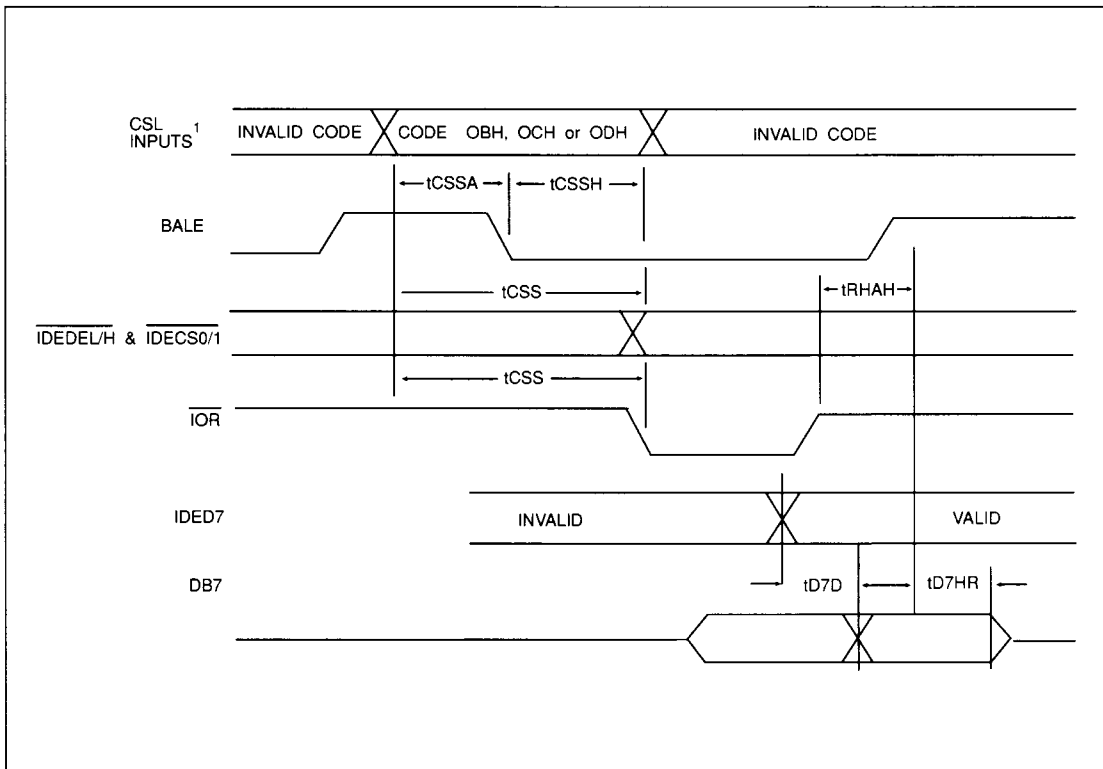 CSL
INPUTS¹
INVALID CODE
CODE OBH, OCH or ODH
INVALID CODE
tCSSA
tCSSH
BALE
tCSS
tRHAH
IDEDEL/H & IDECS0/1
tCSS
IOR
IDED7
INVALID
VALID
DB7
tD7D
tD7HR